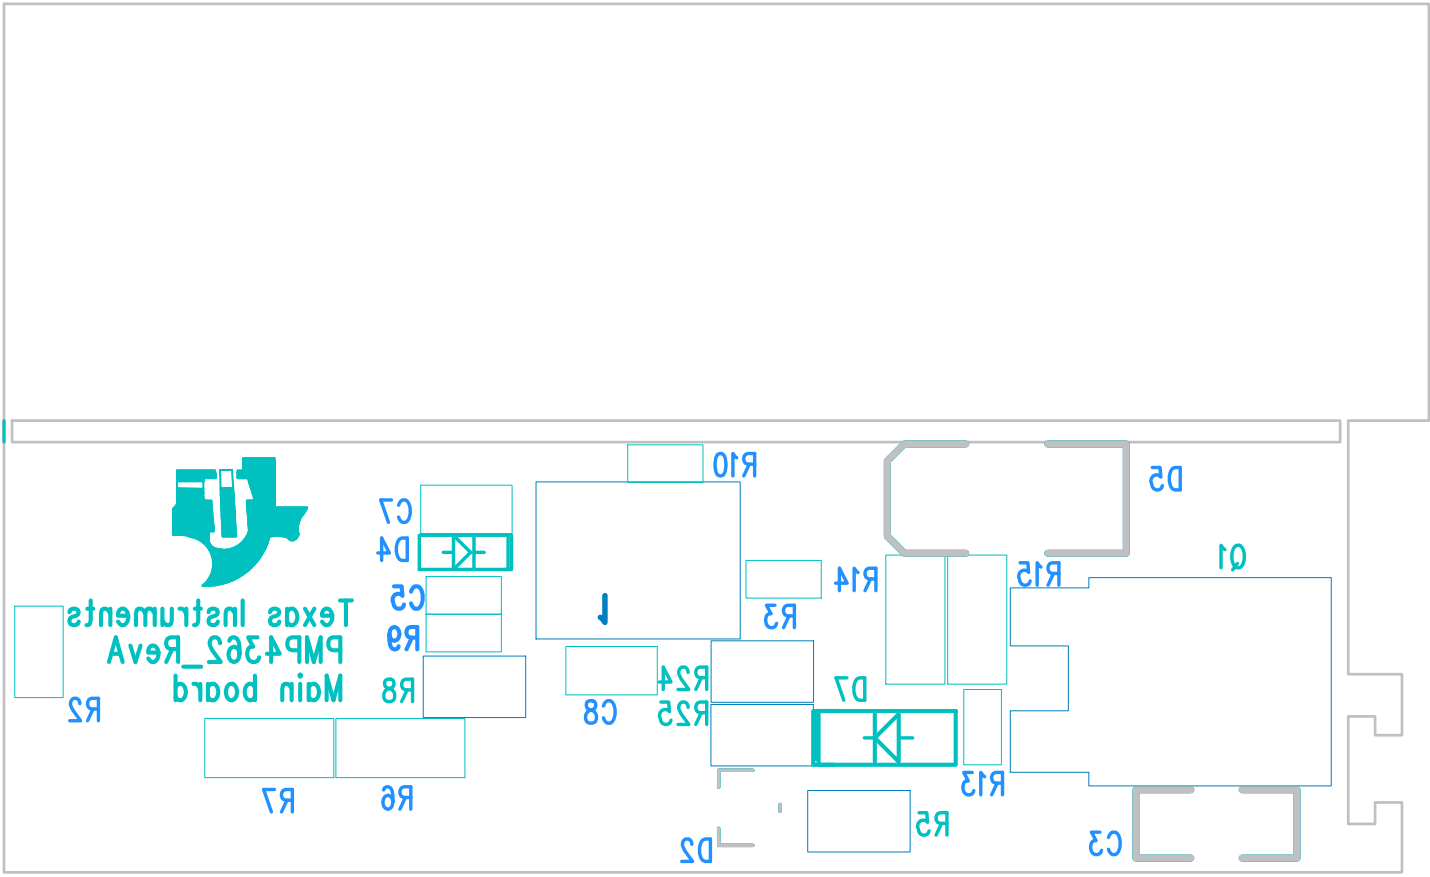 R10
D5
C7
D4
Q1
R14
R15
C5
1
R3
R9
Texas Instruments
PMP4362_RevA
Main board
R24
R8
D7
R2
C8
R25
R13
R7
R6
R5
D2
C3